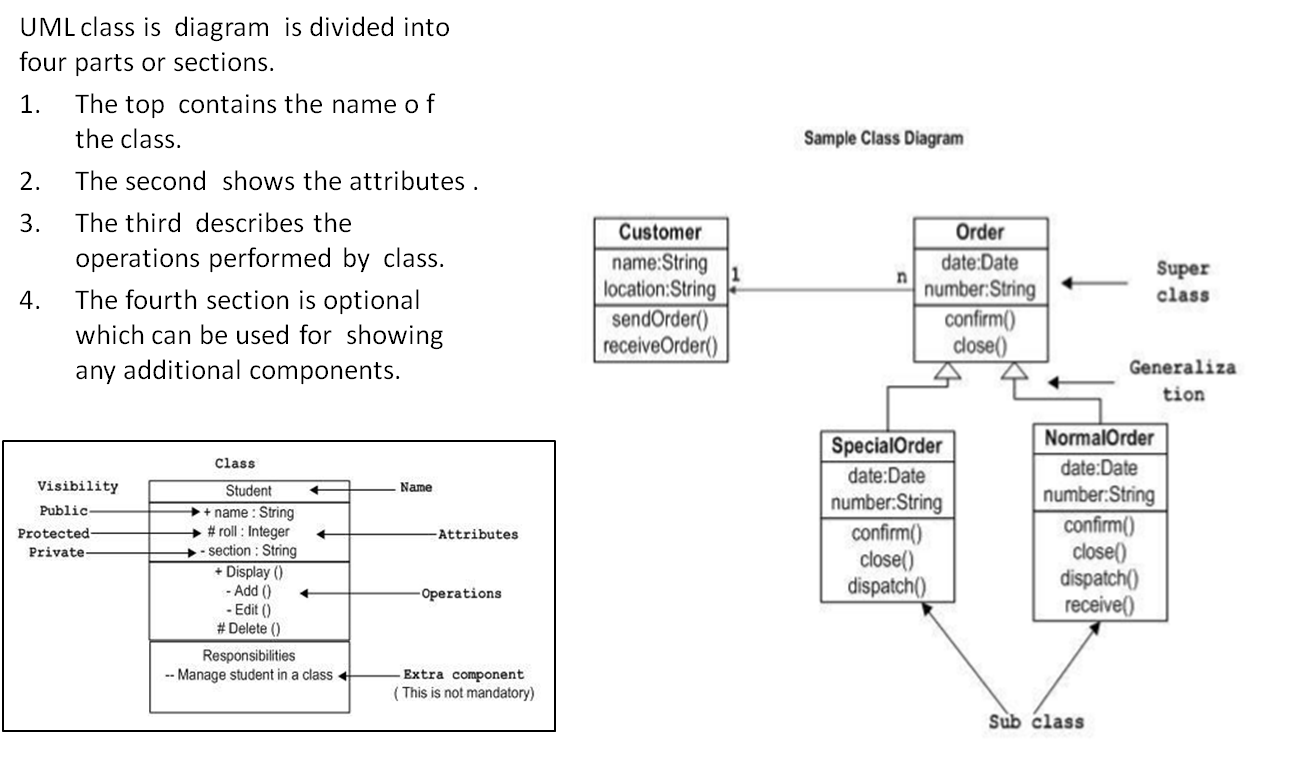 UML class is diagram is divided into
four parts or sections.
1. The top contains the name o f
the class.
2. The second shows the attributes .
3. The third describes the
operations performed by class.
4. The fourth section is optional
which can be used for showing
any additional components.
Class
Visibility
Student
Name
Public
+ name : String
Protected
# roll : Integer
Attributes
Private
- section : String
+ Display ()
- Add ()
Operations
- Edit ()
# Delete ()
Responsibilities
-- Manage student in a class
Extra component
( This is not mandatory)
Sample Class Diagram
Customer
name:String
location:String
sendOrder()
receiveOrder()
1
n
Order
date:Date
number:String
confirm()
close()
Super
class
Generaliza
tion
SpecialOrder
date:Date
number:String
confirm()
close()
dispatch()
NormalOrder
date:Date
number:String
confirm()
close()
dispatch()
receive()
Sub class